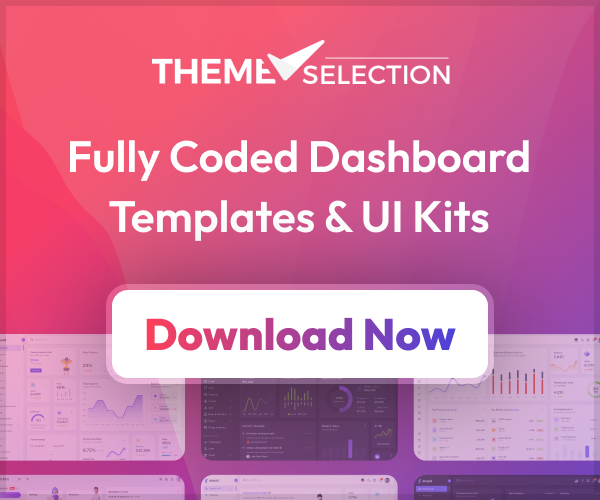 THEME SELECTION
Fully Coded Dashboard
Templates & UI Kits
Download Now